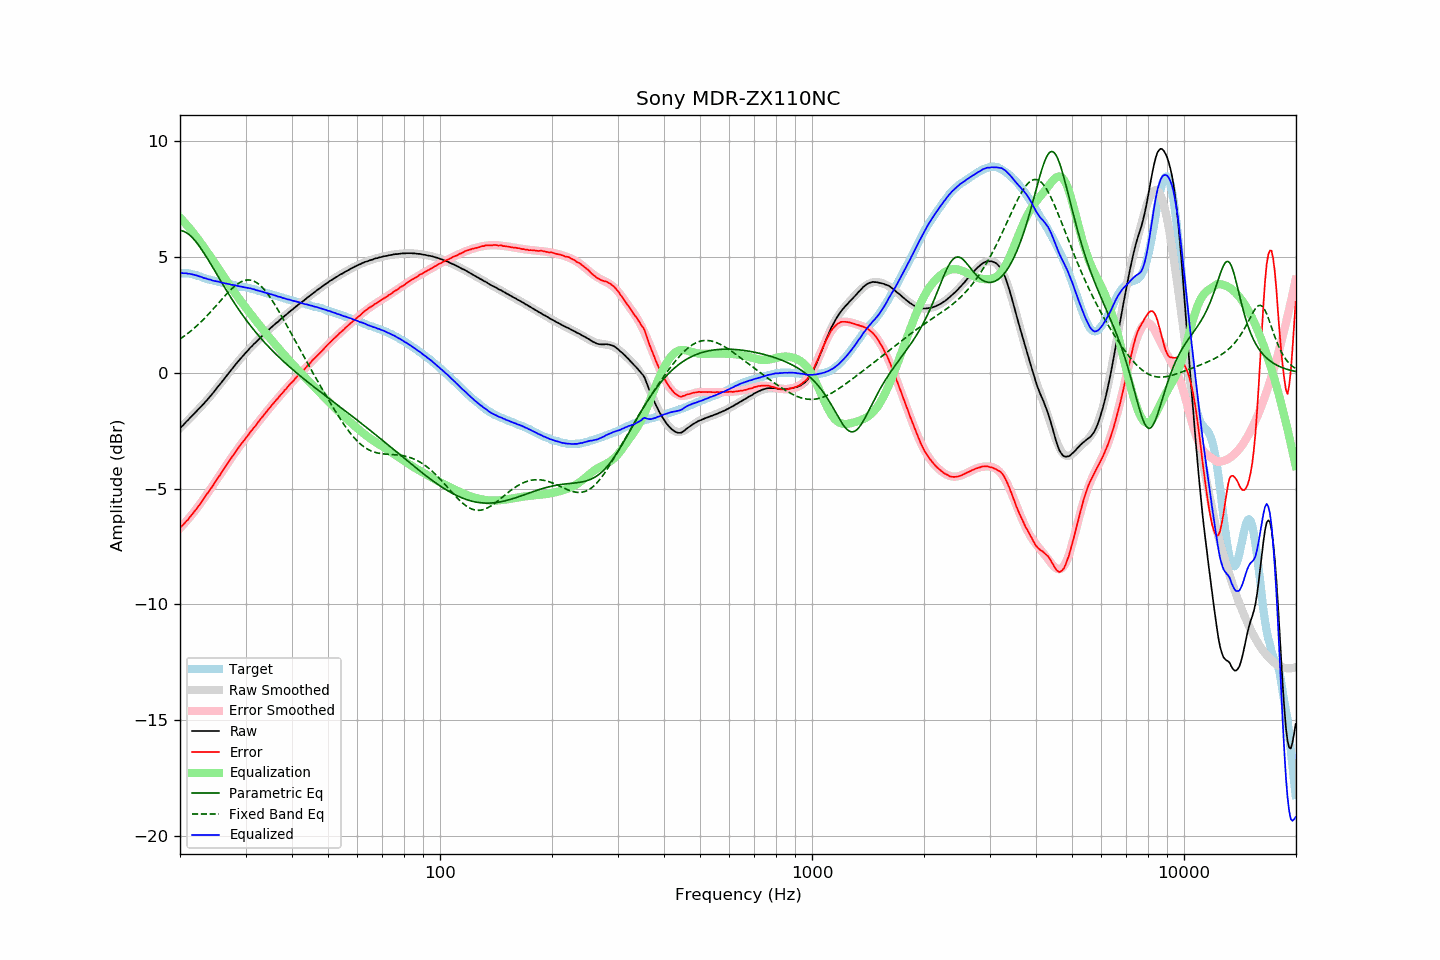 Sony MDR-ZX110NC
10
5
0
−5
−10
−15
−20
Amplitude (dBr)
Target
Raw Smoothed
Error Smoothed
Raw
Error
Equalization
Parametric Eq
Fixed Band Eq
Equalized
100 1000 10000
Frequency (Hz)